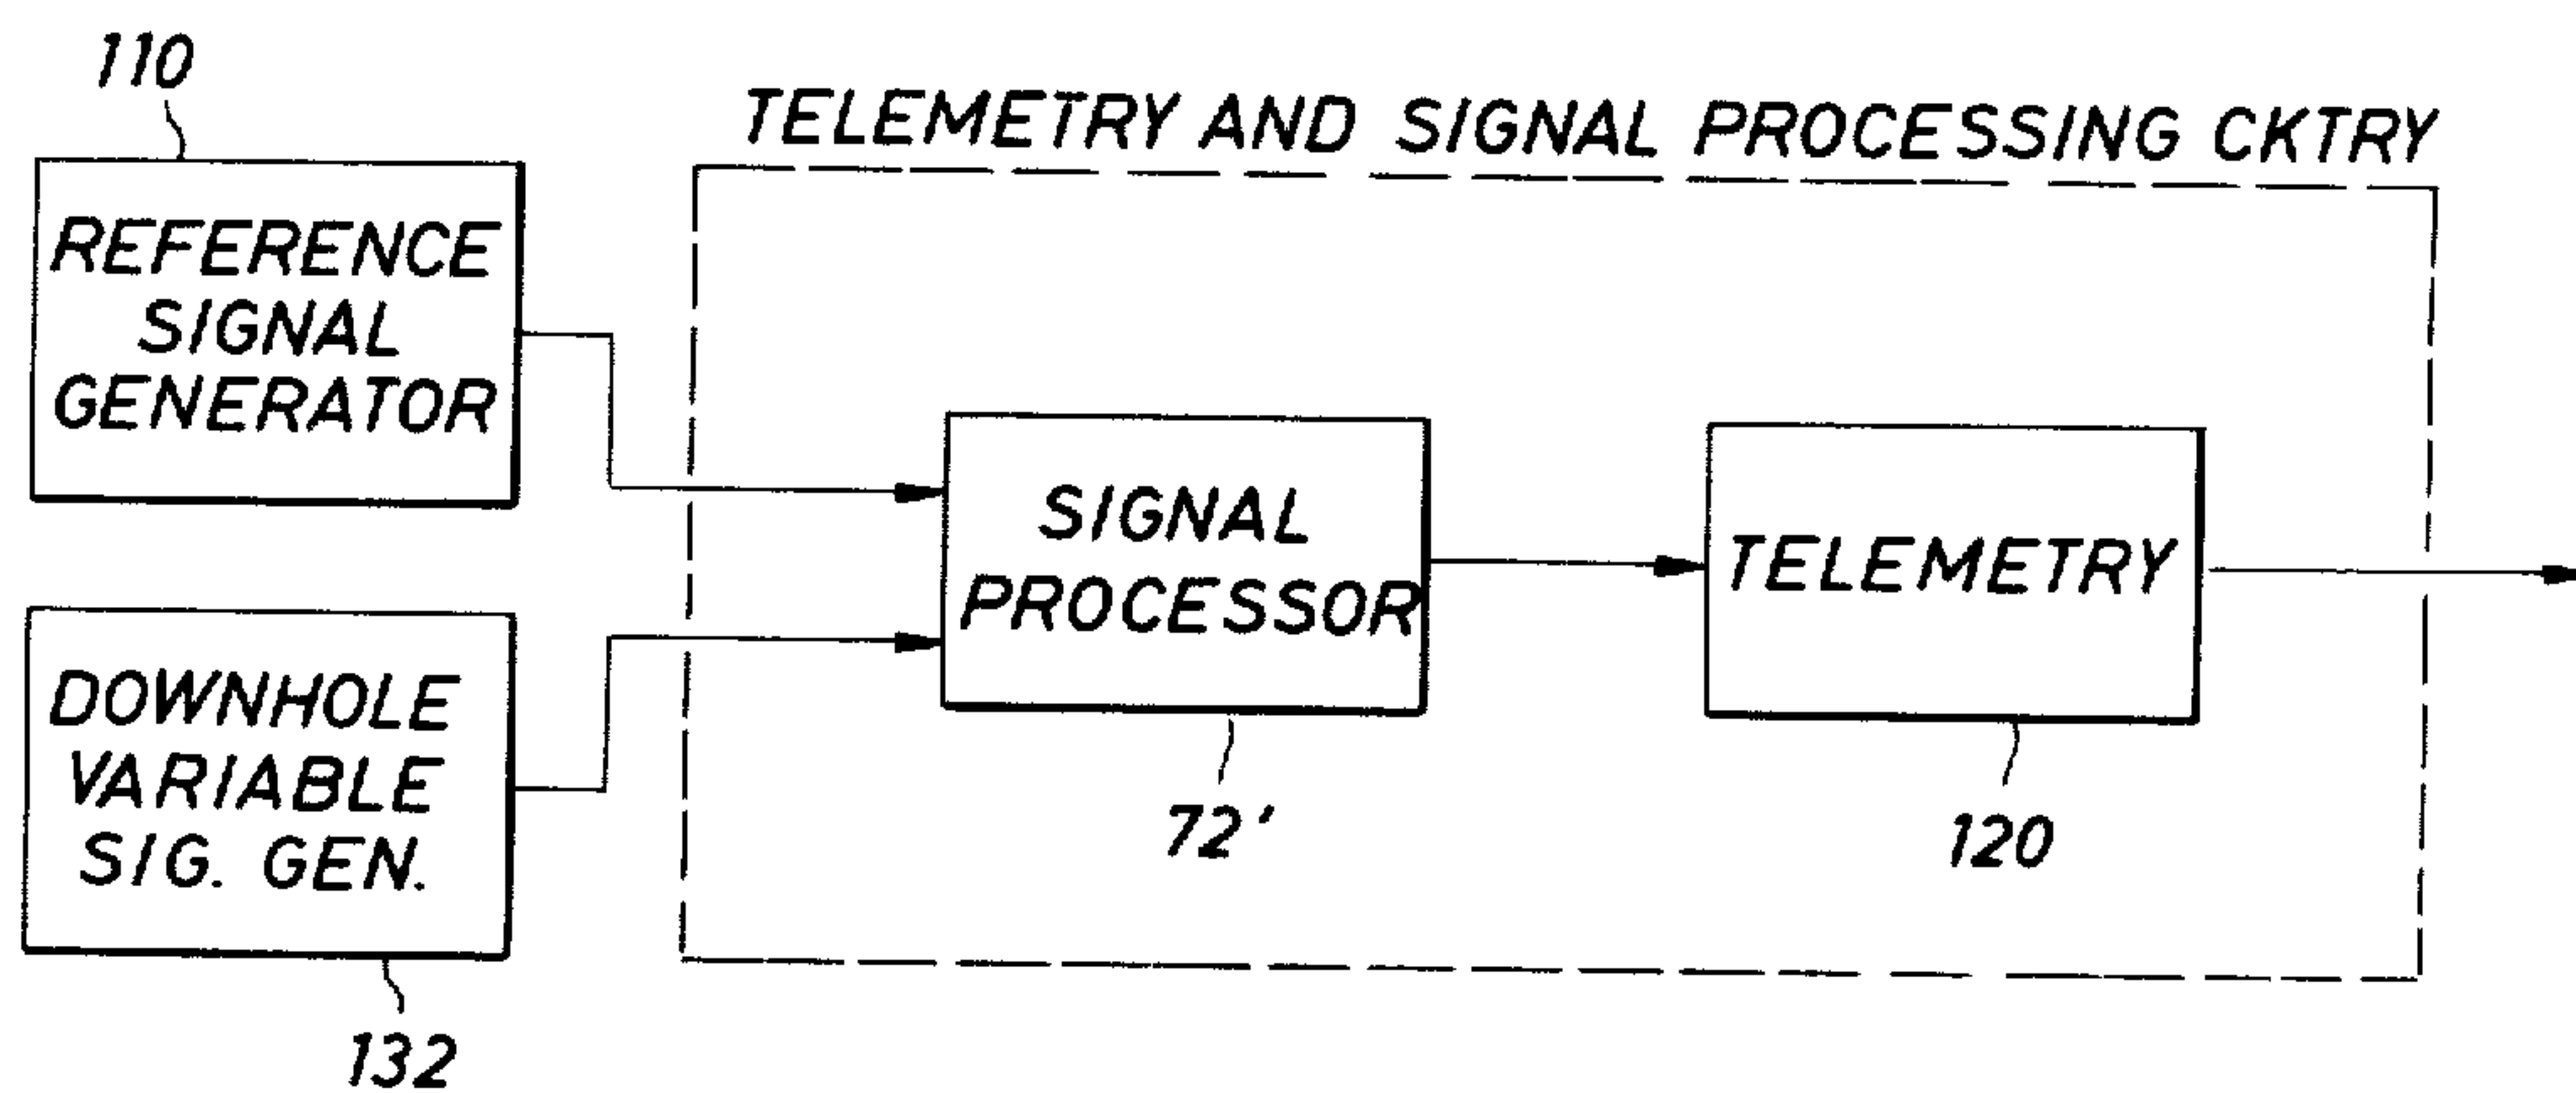 110
TELEMETRY AND SIGNAL PROCESSING CKTRY
REFERENCE
SIGNAL
GENERATOR
SIGNAL
PROCESSOR
TELEMETRY
DOWNHOLE
VARIABLE
SIG. GEN.
72'
120
132